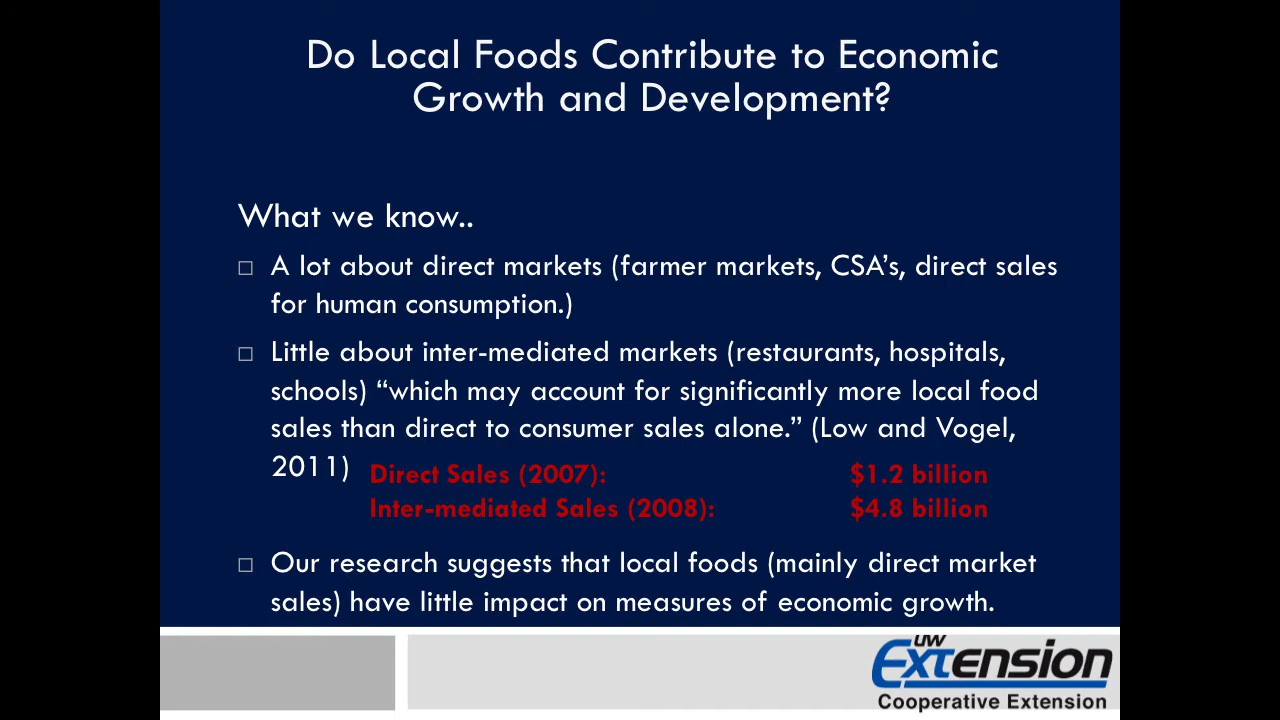 Do Local Foods Contribute to Economic
Growth and Development?
What we know..
A lot about direct markets (farmer markets, CSA’s, direct sales
for human consumption.)
Little about inter-mediated markets (restaurants, hospitals,
schools) “which may account for significantly more local food
sales than direct to consumer sales alone.” (Low and Vogel,
2011)
Direct Sales (2007): $1.2 billion
Inter-mediated Sales (2008): $4.8 billion
Our research suggests that local foods (mainly direct market
sales) have little impact on measures of economic growth.
UW
Extension
Cooperative Extension